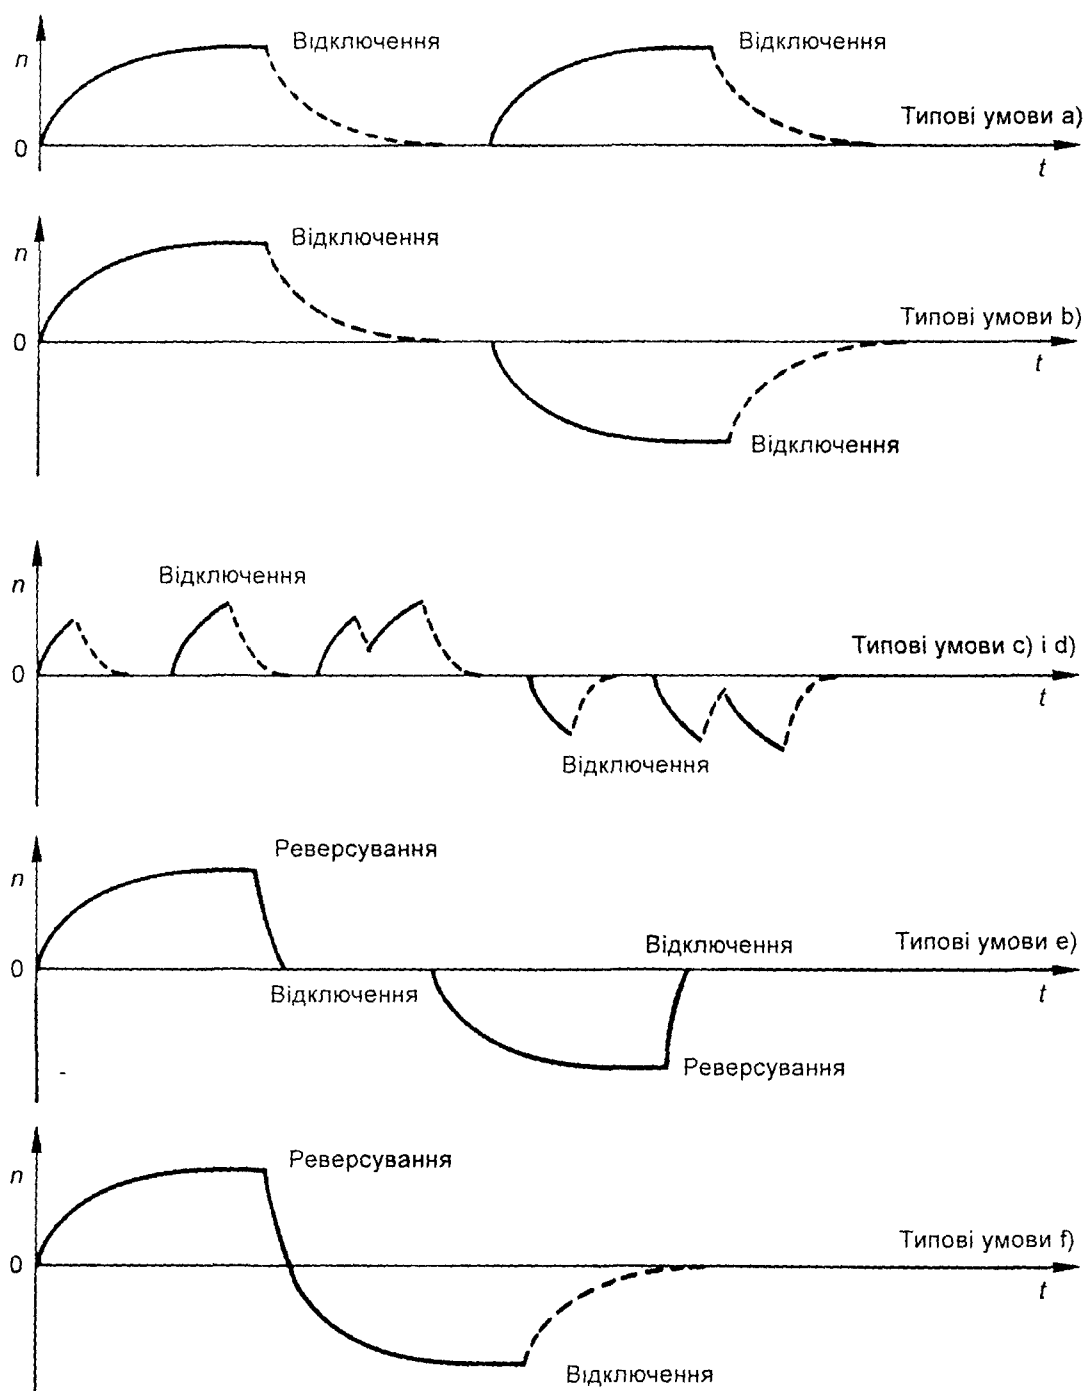 Відключення
Відключення
n
Типові умови a)
0
t
Відключення
n
Типові умови b)
0
t
Відключення
Відключення
n
Типові умови c) і d)
0
t
Відключення
Реверсування
n
Відключення
Типові умови e)
0
Відключення
t
Реверсування
Реверсування
n
Типові умови f)
0
t
Відключення